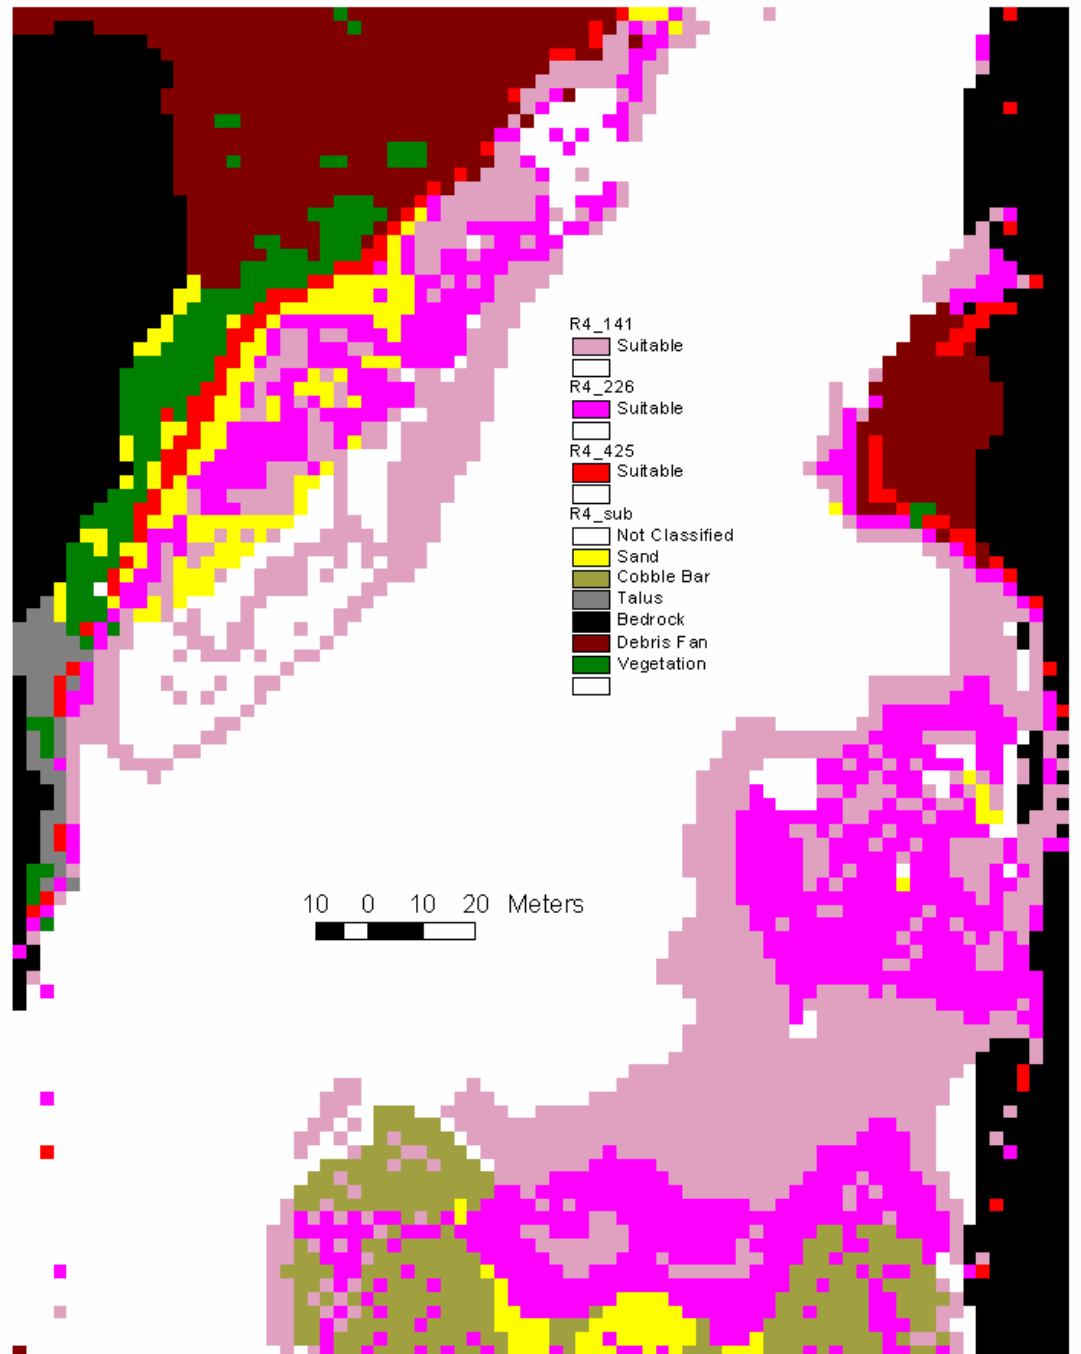 R4_141
Suitable
R4_226
Suitable
R4_425
Suitable
R4_sub
Not Classified
Sand
Cobble Bar
Talus
Bedrock
Debris Fan
Vegetation
10 0 10 20 Meters